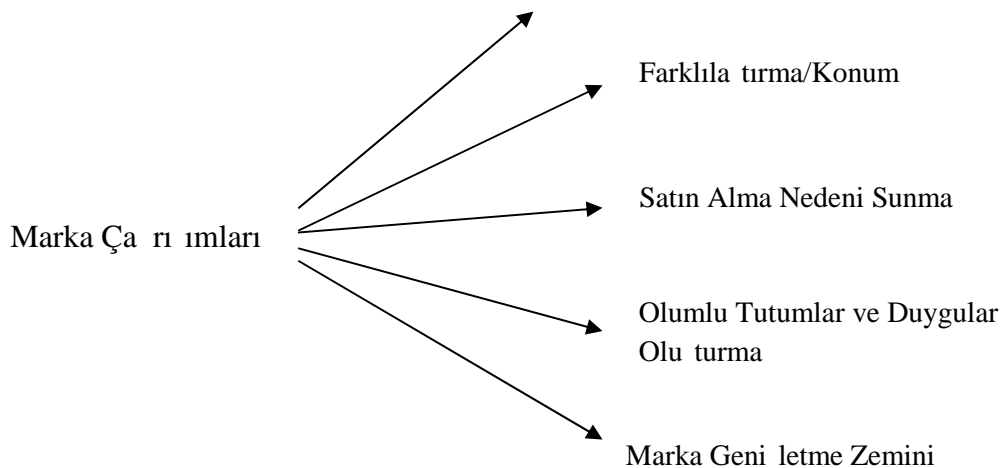 Farklıla tırma/Konum
Satın Alma Nedeni Sunma
Marka Ça rı ımları
Olumlu Tutumlar ve Duygular
Olu turma
Marka Geni letme Zemini